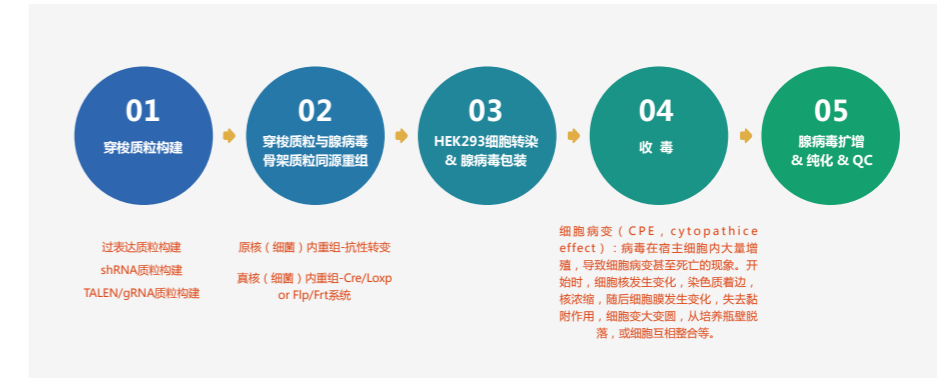 01
穿梭质粒构建
02
穿梭质粒与腺病毒
骨架质粒同源重组
03
HEK293细胞转染
& 腺病毒包装
04
收 毒
05
腺病毒扩增
& 纯化 & QC
过表达质粒构建
shRNA质粒构建
TALEN/gRNA质粒构建
原核（细菌）内重组-抗性转变
真核（细菌）内重组-Cre/Loxp
or Flp/Frt系统
细胞病变（CPE，cytopathice
effect）：病毒在宿主细胞内大量增
殖，导致细胞病变甚至死亡的现象。开
始时，细胞核发生变化，染色质着边，
核浓缩，随后细胞膜发生变化，失去黏
附作用，细胞变大变圆，从培养瓶壁脱
落，或细胞互相整合等。